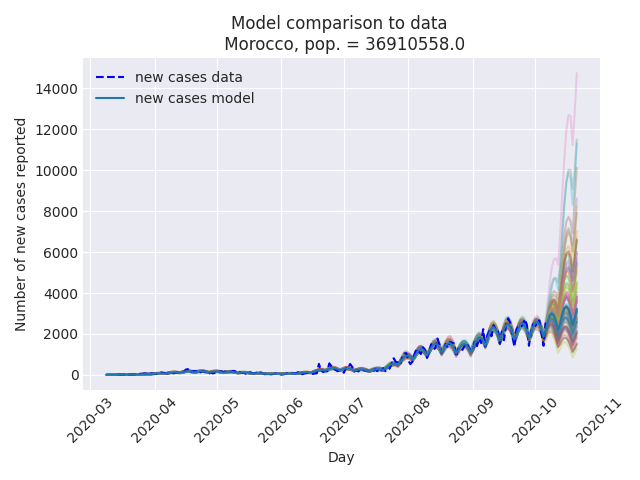 Model comparison to data
Morocco, pop. = 36910558.0
new cases data
new cases model
14000
12000
10000
8000
6000
4000
2000
0
Number of new cases reported
2020-03
2020-04
2020-05
2020-06
2020-07
2020-08
2020-09
2020-10
2020-11
Day